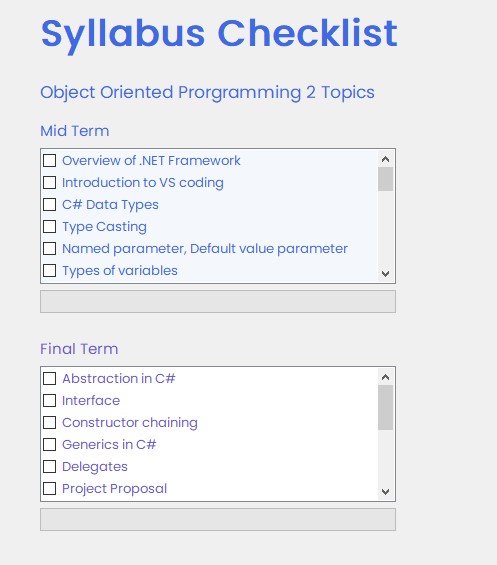 Syllabus Checklist
Object Oriented Prorgramming 2 Topics
Mid Term
Overview of .NET Framework
Introduction to VS coding
C# Data Types
Type Casting
Named parameter, Default value parameter
Types of variables
Final Term
Abstraction in C#
Interface
Constructor chaining
Generics in C#
Delegates
Project Proposal